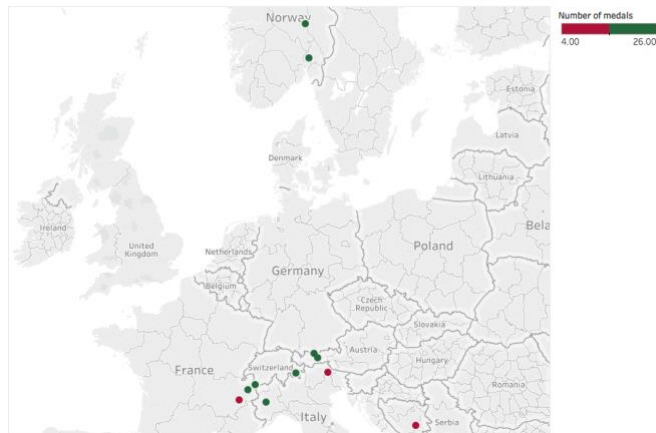 Number of medals
4.00 26.00
Norway
Estonia
Latvia
Denmark
Lithuania
Ireland
United
Kingdom
Netherlands
Bela
Poland
Germany
Belgium
Czech
Republic
Slovakia
Austria
France
Switzerland
Hungary
Romania
Italy
Serbia